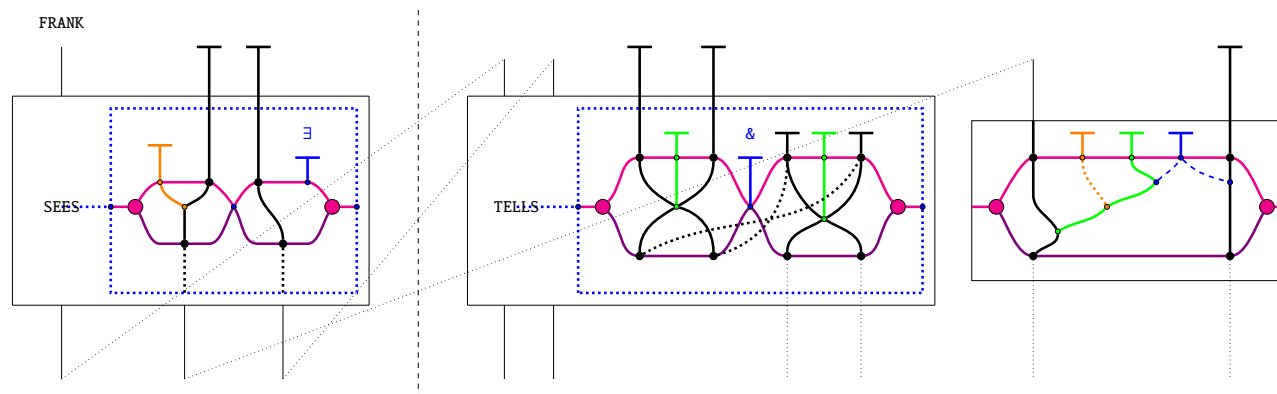 FRANK
∃
&
SEES
TELLS